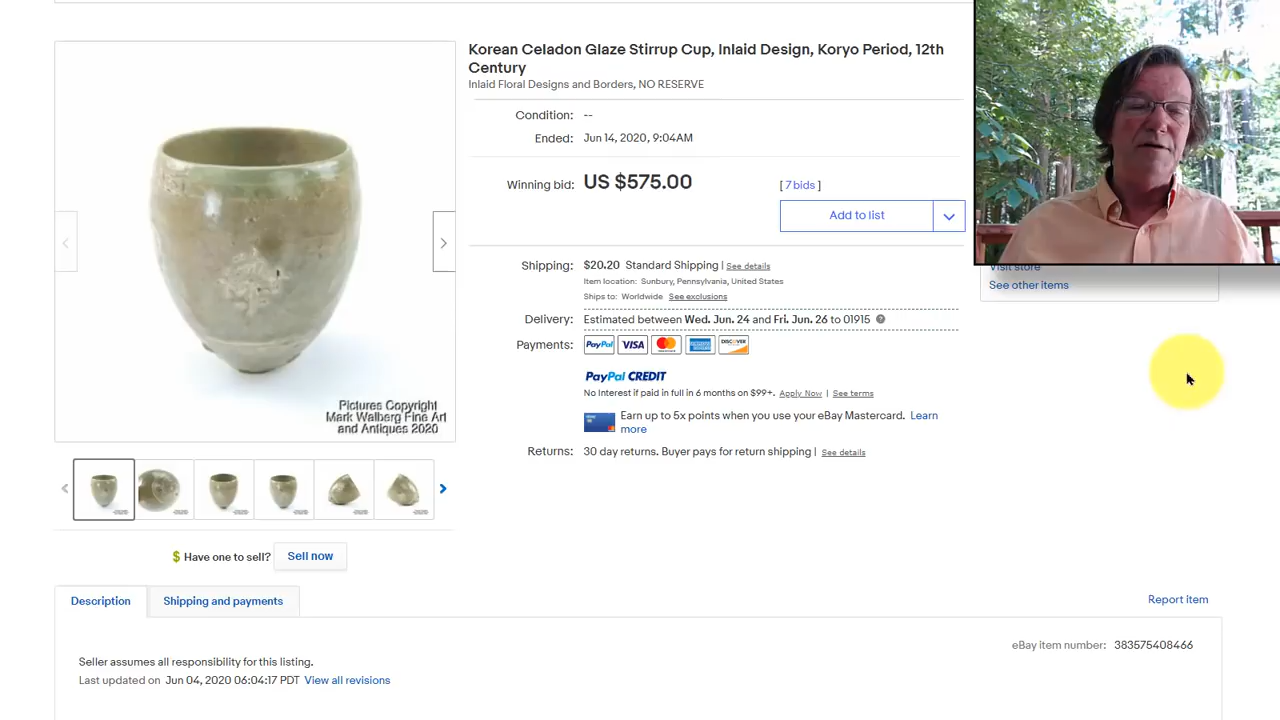 Korean Celadon Glaze Stirrup Cup, Inlaid Design, Koryo Period, 12th
Century
Inlaid Floral Designs and Borders, NO RESERVE
Condition: --
Ended: Jun 14, 2020, 9:04AM
Winning bid: US $575.00 [ 7 bids ]
Add to list
Shipping: $20.20 Standard Shipping | See details
Item location: Sunbury, Pennsylvania, United States
Ships to: Worldwide See exclusions
Delivery: Estimated between Wed. Jun. 24 and Fri. Jun. 26 to 01915
Payments: PayPal VISA MasterCard AMERICAN EXPRESS DISCOVER
PayPal CREDIT
No Interest if paid in full in 6 months on $99+. Apply Now | See terms
Earn up to 5x points when you use your eBay Mastercard. Learn
more
Returns: 30 day returns. Buyer pays for return shipping | See details
Visit store
See other items
Pictures Copyright
Mark Walberg Fine Art
and Antiques 2020
$ Have one to sell? Sell now
Description Shipping and payments
Report item
eBay item number: 383575408466
Seller assumes all responsibility for this listing.
Last updated on Jun 04, 2020 06:04:17 PDT View all revisions